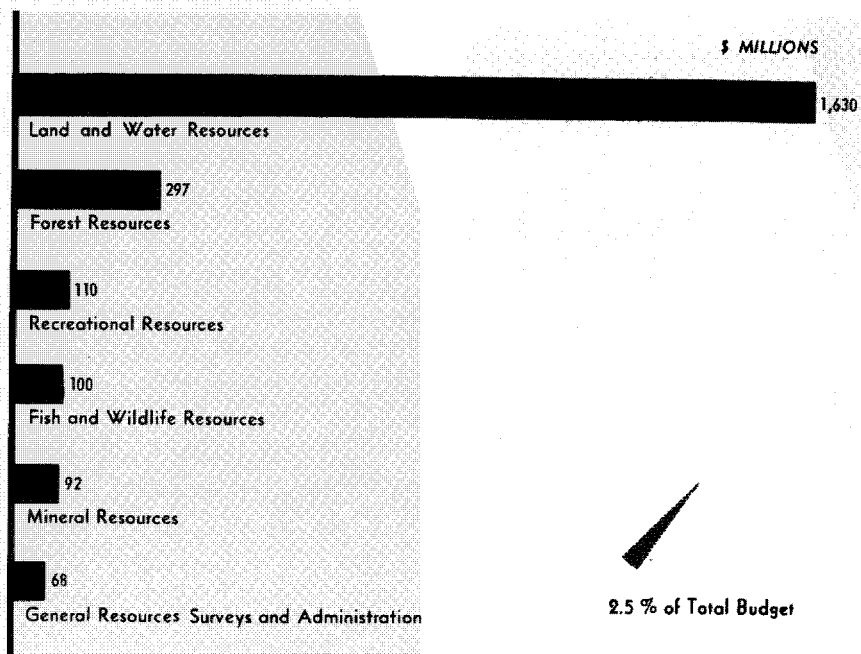 $ MILLIONS
1,630
Land and Water Resources
297
Forest Resources
110
Recreational Resources
100
Fish and Wildlife Resources
92
Mineral Resources
68
General Resources Surveys and Administration
2.5 % of Total Budget